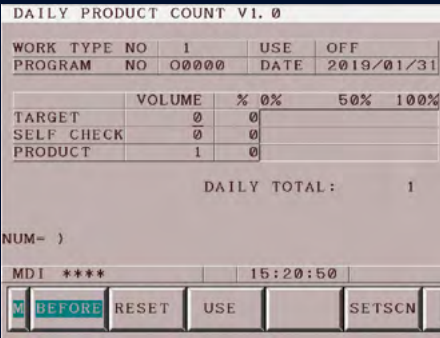 DAILY PRODUCT COUNT V1.0
WORK TYPE NO 1 USE OFF
PROGRAM NO O0000 DATE 2019/01/31
VOLUME % 0% 50% 100%
TARGET 0 0
SELF CHECK 0 0
PRODUCT 1 0
DAILY TOTAL: 1
NUM= )
MDI **** 15:20:50
M BEFORE RESET USE SETSCN